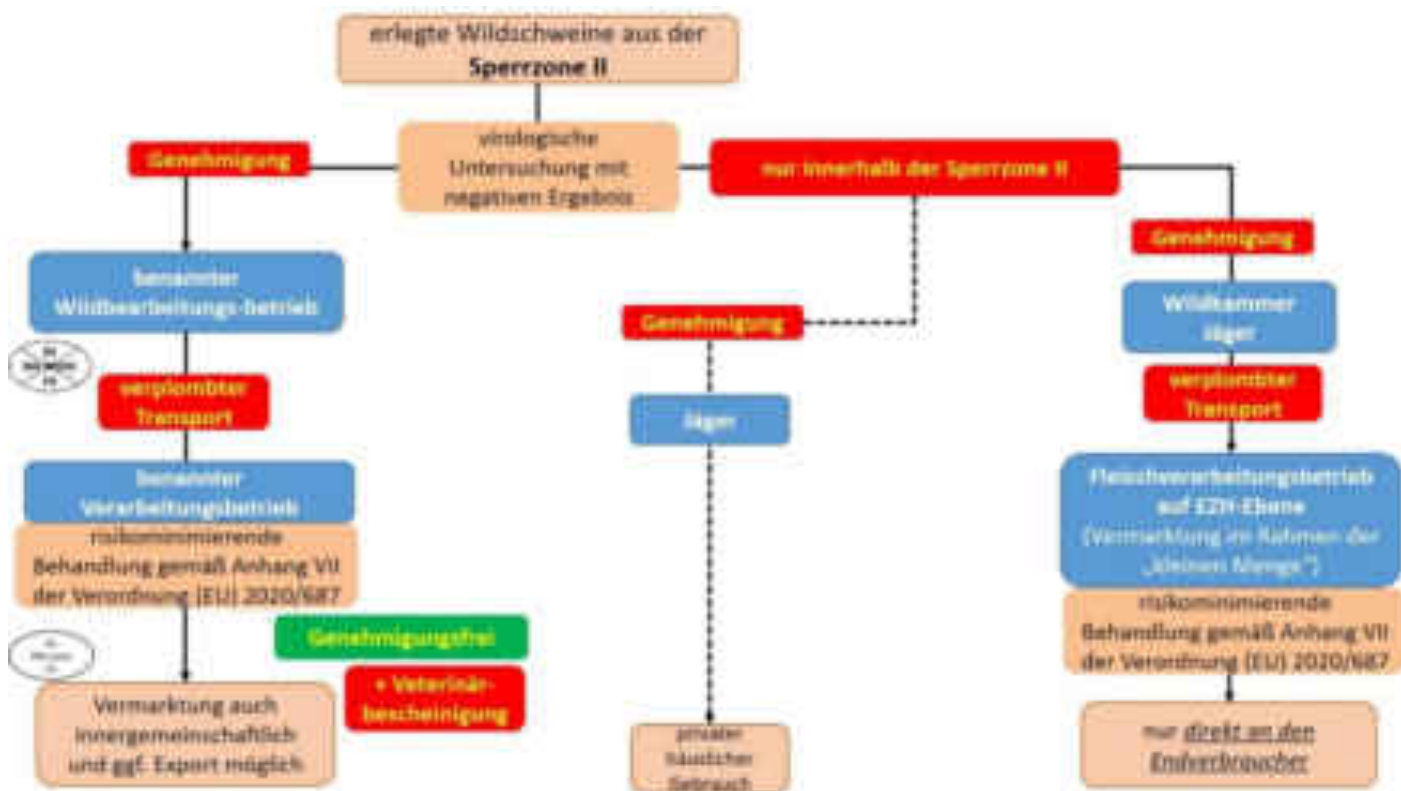 erlegte Wildschweine aus der
Sperrzone II
virologische
Untersuchung mit
negativen Ergebnis
Genehmigung
nur innerhalb der Sperrzone II
Genehmigung
benannter
Wildbearbeitungs-betrieb
Wildkammer
Jäger
Genehmigung
verplombter
Transport
verplombter
Transport
Jäger
benannter
Verarbeitungsbetrieb
risikominimierende
Behandlung gemäß Anhang VII
der Verordnung (EU) 2020/687
Fleischverarbeitungsbetrieb
auf EZH-Ebene
(Vermarktung im Rahmen der
„kleinen Menge")
risikominimierende
Behandlung gemäß Anhang VII
der Verordnung (EU) 2020/687
Genehmigungsfrei
+ Veterinär-
bescheinigung
Vermarktung auch
innergemeinschaftlich
und ggf. Export möglich
privater
häuslicher
Gebrauch
nur direkt an den
Endverbraucher